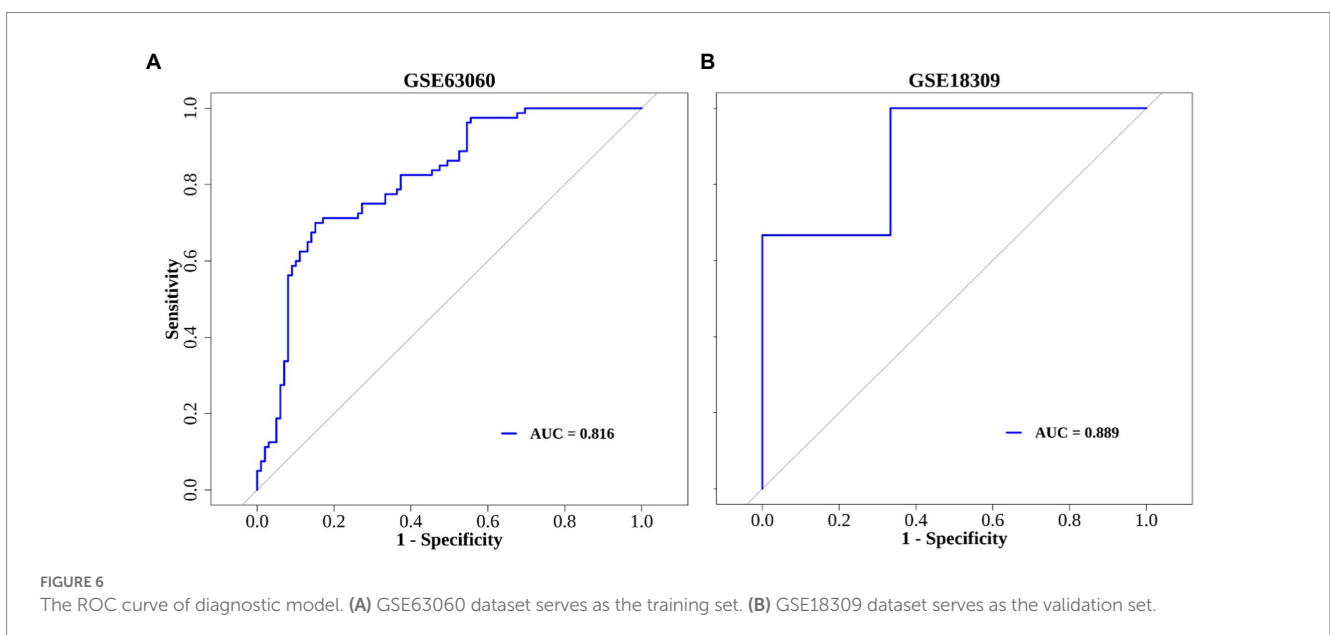 A
GSE63060
Sensitivity
1.0
0.8
0.6
0.4
0.2
0.0
AUC = 0.816
0.0 0.2 0.4 0.6 0.8 1.0
1 - Specificity
B
GSE18309
AUC = 0.889
0.0 0.2 0.4 0.6 0.8 1.0
1 - Specificity
FIGURE 6
The ROC curve of diagnostic model. (A) GSE63060 dataset serves as the training set. (B) GSE18309 dataset serves as the validation set.